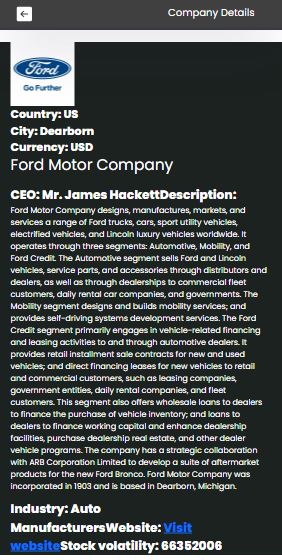 Company Details
Ford
Go Further
Country: US
City: Dearborn
Currency: USD
Ford Motor Company
CEO: Mr. James HackettDescription:
Ford Motor Company designs, manufactures, markets, and
services a range of Ford trucks, cars, sport utility vehicles,
electrified vehicles, and Lincoln luxury vehicles worldwide. It
operates through three segments: Automotive, Mobility, and
Ford Credit. The Automotive segment sells Ford and Lincoln
vehicles, service parts, and accessories through distributors and
dealers, as well as through dealerships to commercial fleet
customers, daily rental car companies, and governments. The
Mobility segment designs and builds mobility services; and
provides self-driving systems development services. The Ford
Credit segment primarily engages in vehicle-related financing
and leasing activities to and through automotive dealers. It
provides retail installment sale contracts for new and used
vehicles; and direct financing leases for new vehicles to retail
and commercial customers, such as leasing companies,
government entities, daily rental companies, and fleet
customers. This segment also offers wholesale loans to dealers
to finance the purchase of vehicle inventory; and loans to
dealers to finance working capital and enhance dealership
facilities, purchase dealership real estate, and other dealer
vehicle programs. The company has a strategic collaboration
with ARB Corporation Limited to develop a suite of aftermarket
products for the new Ford Bronco. Ford Motor Company was
incorporated in 1903 and is based in Dearborn, Michigan.
Industry: Auto
ManufacturersWebsite: Visit
websiteStock volatility: 66352006